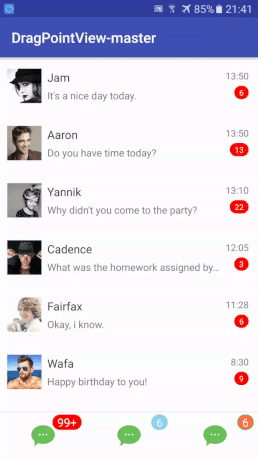 85% 21:41
DragPointView-master
Jam 13:50
It's a nice day today. 6
Aaron 13:50
Do you have time today? 13
Yannik 13:10
Why didn't you come to the party? 22
Cadence 12:05
What was the homework assigned by... 3
Fairfax 11:28
Okay, i know. 6
Wafa 8:30
Happy birthday to you! 9
99+ 6 6